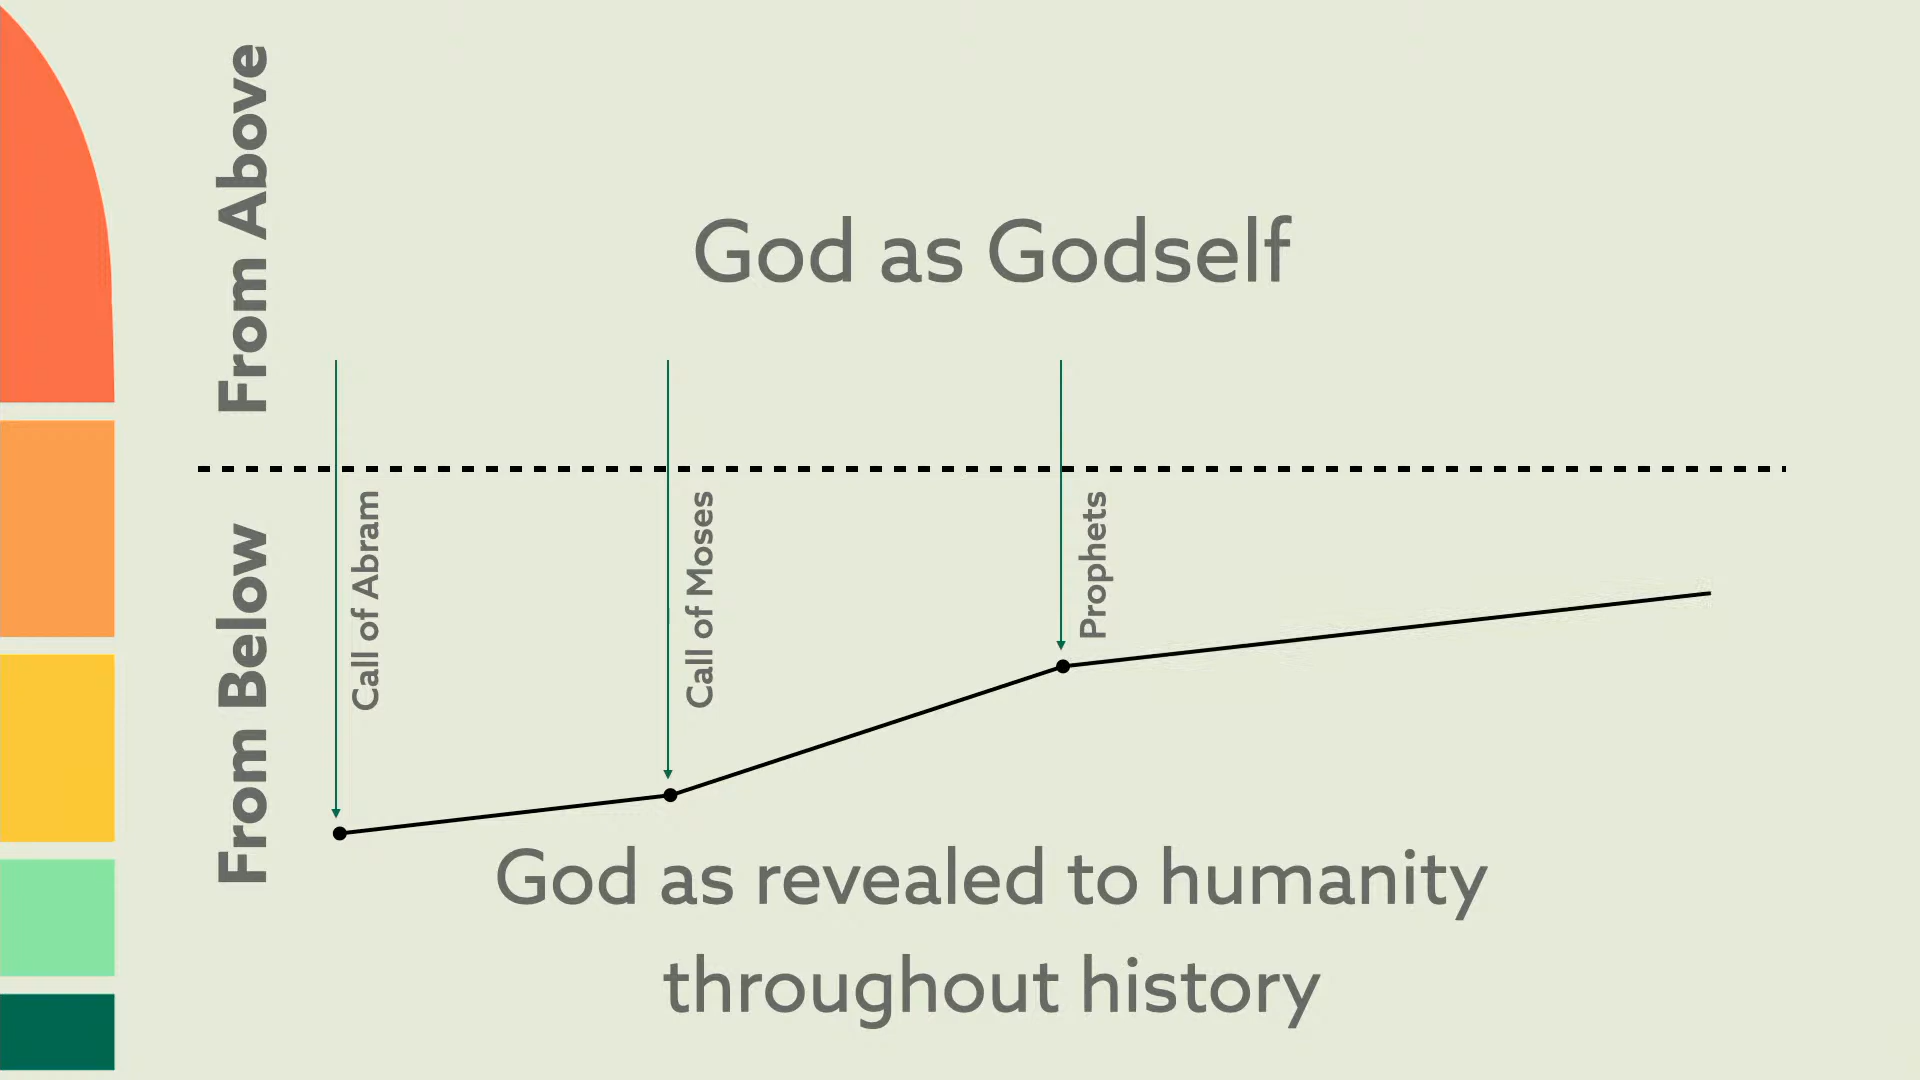 From Above
God as Godself
From Below
Call of Abram
Call of Moses
Prophets
God as revealed to humanity
throughout history